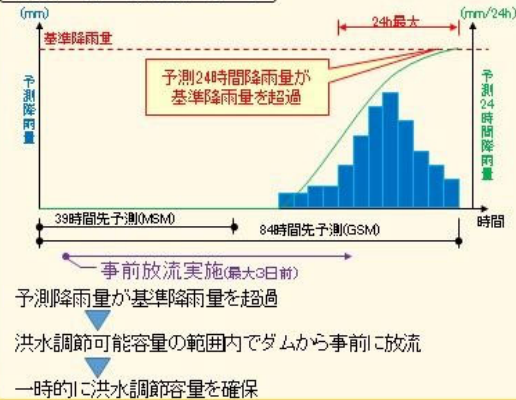 (mm)
(mm/24h)
24h最大
基準降雨量
予測降雨量
予測24時間降雨量が
基準降雨量を超過
予測24時間降雨量
39時間先予測(MSM)
84時間先予測(GSM)
時間
事前放流実施(最大3日前)
予測降雨量が基準降雨量を超過
洪水調節可能容量の範囲内でダムから事前に放流
一時的に洪水調節容量を確保